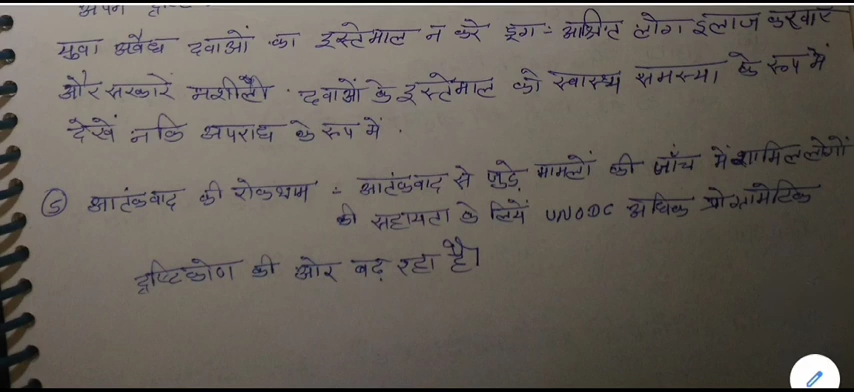 युवा अवैध दवाओं का इस्तेमाल न करे ड्रग-आश्रित लोग इलाज करवाए
और सरकारें नशीली दवाओं के इस्तेमाल को स्वास्थ्य समस्या के रूप में
देखें नकि अपराध के रूप में.
⑤ आतंकवाद की रोकथाम : आतंकवाद से जुड़े मामलों की जाँच में शामिल लोगों
की सहायता के लिये UNODC अधिक प्रोग्रामेटिक
दृष्टिकोण की ओर बढ़ रहा है।